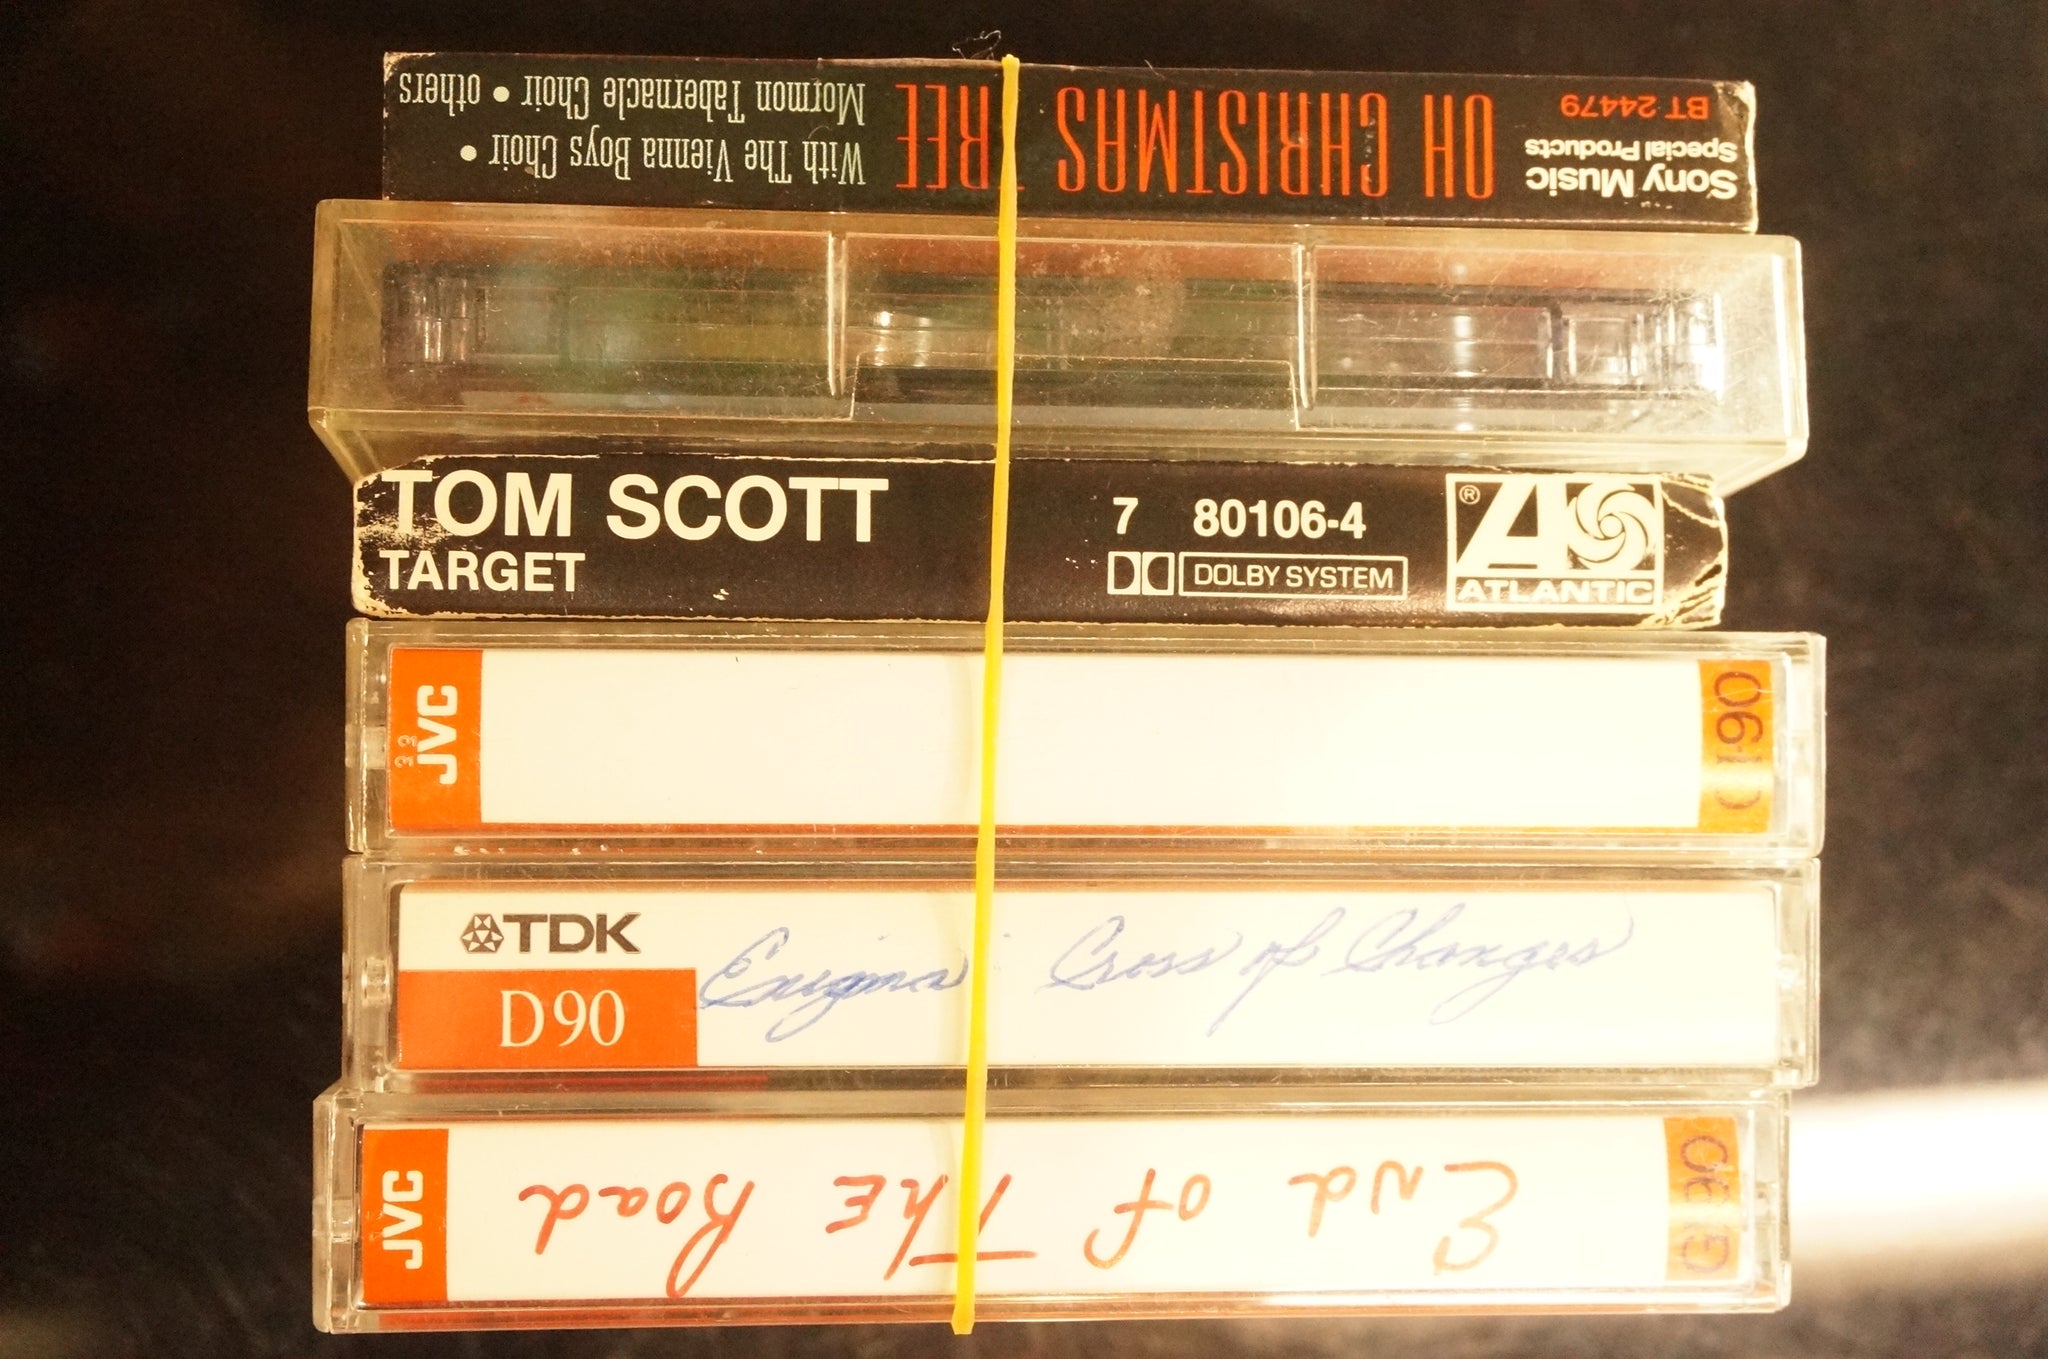 Sony Music
Special Products
BT 24479
OH CHRISTMAS TREE
With The Vienna Boys Choir •
Mormon Tabernacle Choir • others
TOM SCOTT
TARGET
7 80106-4
DOLBY SYSTEM
®
ATLANTIC
JVC
33
TDK
D90
Enigma Cross of Changes
JVC
End of The Road